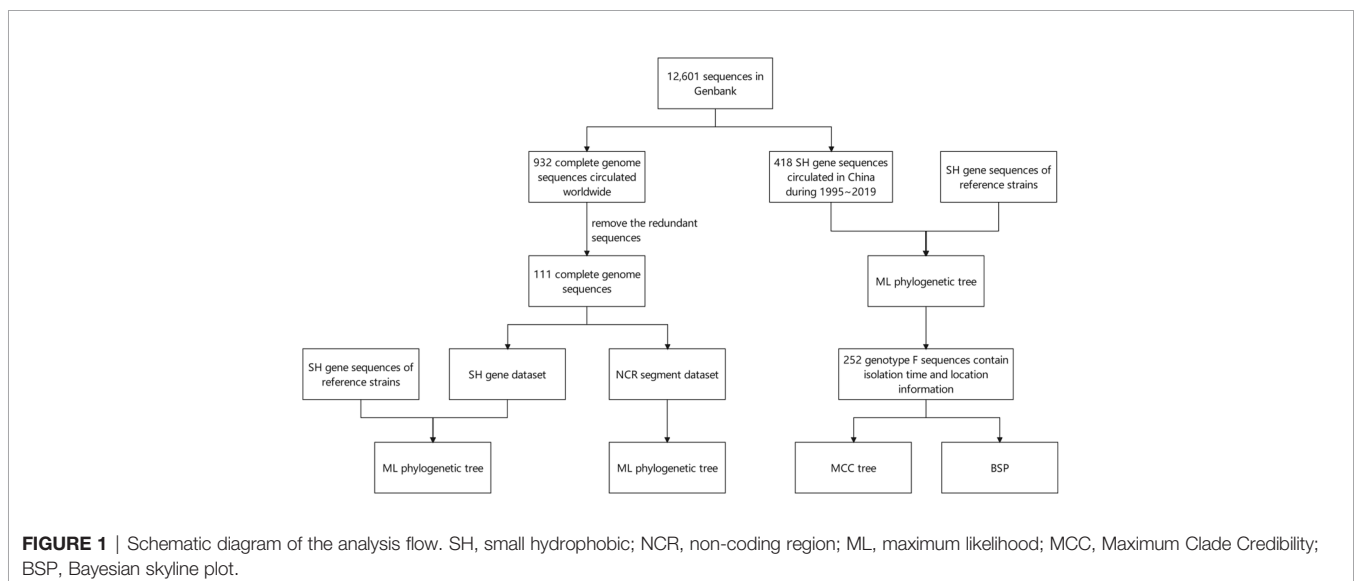 12,601 sequences in
Genbank
932 complete genome
sequences circulated
worldwide
418 SH gene sequences
circulated in China
during 1995~2019
SH gene sequences of
reference strains
remove the redundant
sequences
111 complete genome
sequences
ML phylogenetic tree
SH gene sequences of
reference strains
SH gene dataset
NCR segment dataset
252 genotype F sequences contain
isolation time and location
information
ML phylogenetic tree
ML phylogenetic tree
MCC tree
BSP
FIGURE 1 | Schematic diagram of the analysis flow. SH, small hydrophobic; NCR, non-coding region; ML, maximum likelihood; MCC, Maximum Clade Credibility;
BSP, Bayesian skyline plot.